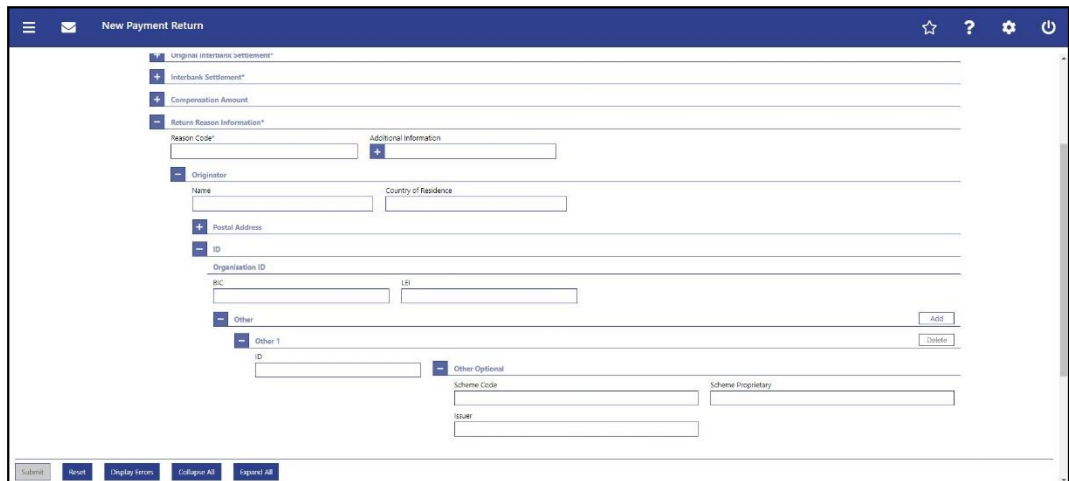 New Payment Return
?
Original Interbank Settlement*
Interbank Settlement*
Compensation Amount
Return Reason Information*
Reason Code* Additional Information
Originator
Name Country of Residence
Postal Address
ID
Organisation ID
BIC LEI
Other Add
Other 1 Delete
ID Other Optional
Scheme Code Scheme Proprietary
Issuer
Submit Reset Display Errors Collapse All Expand All